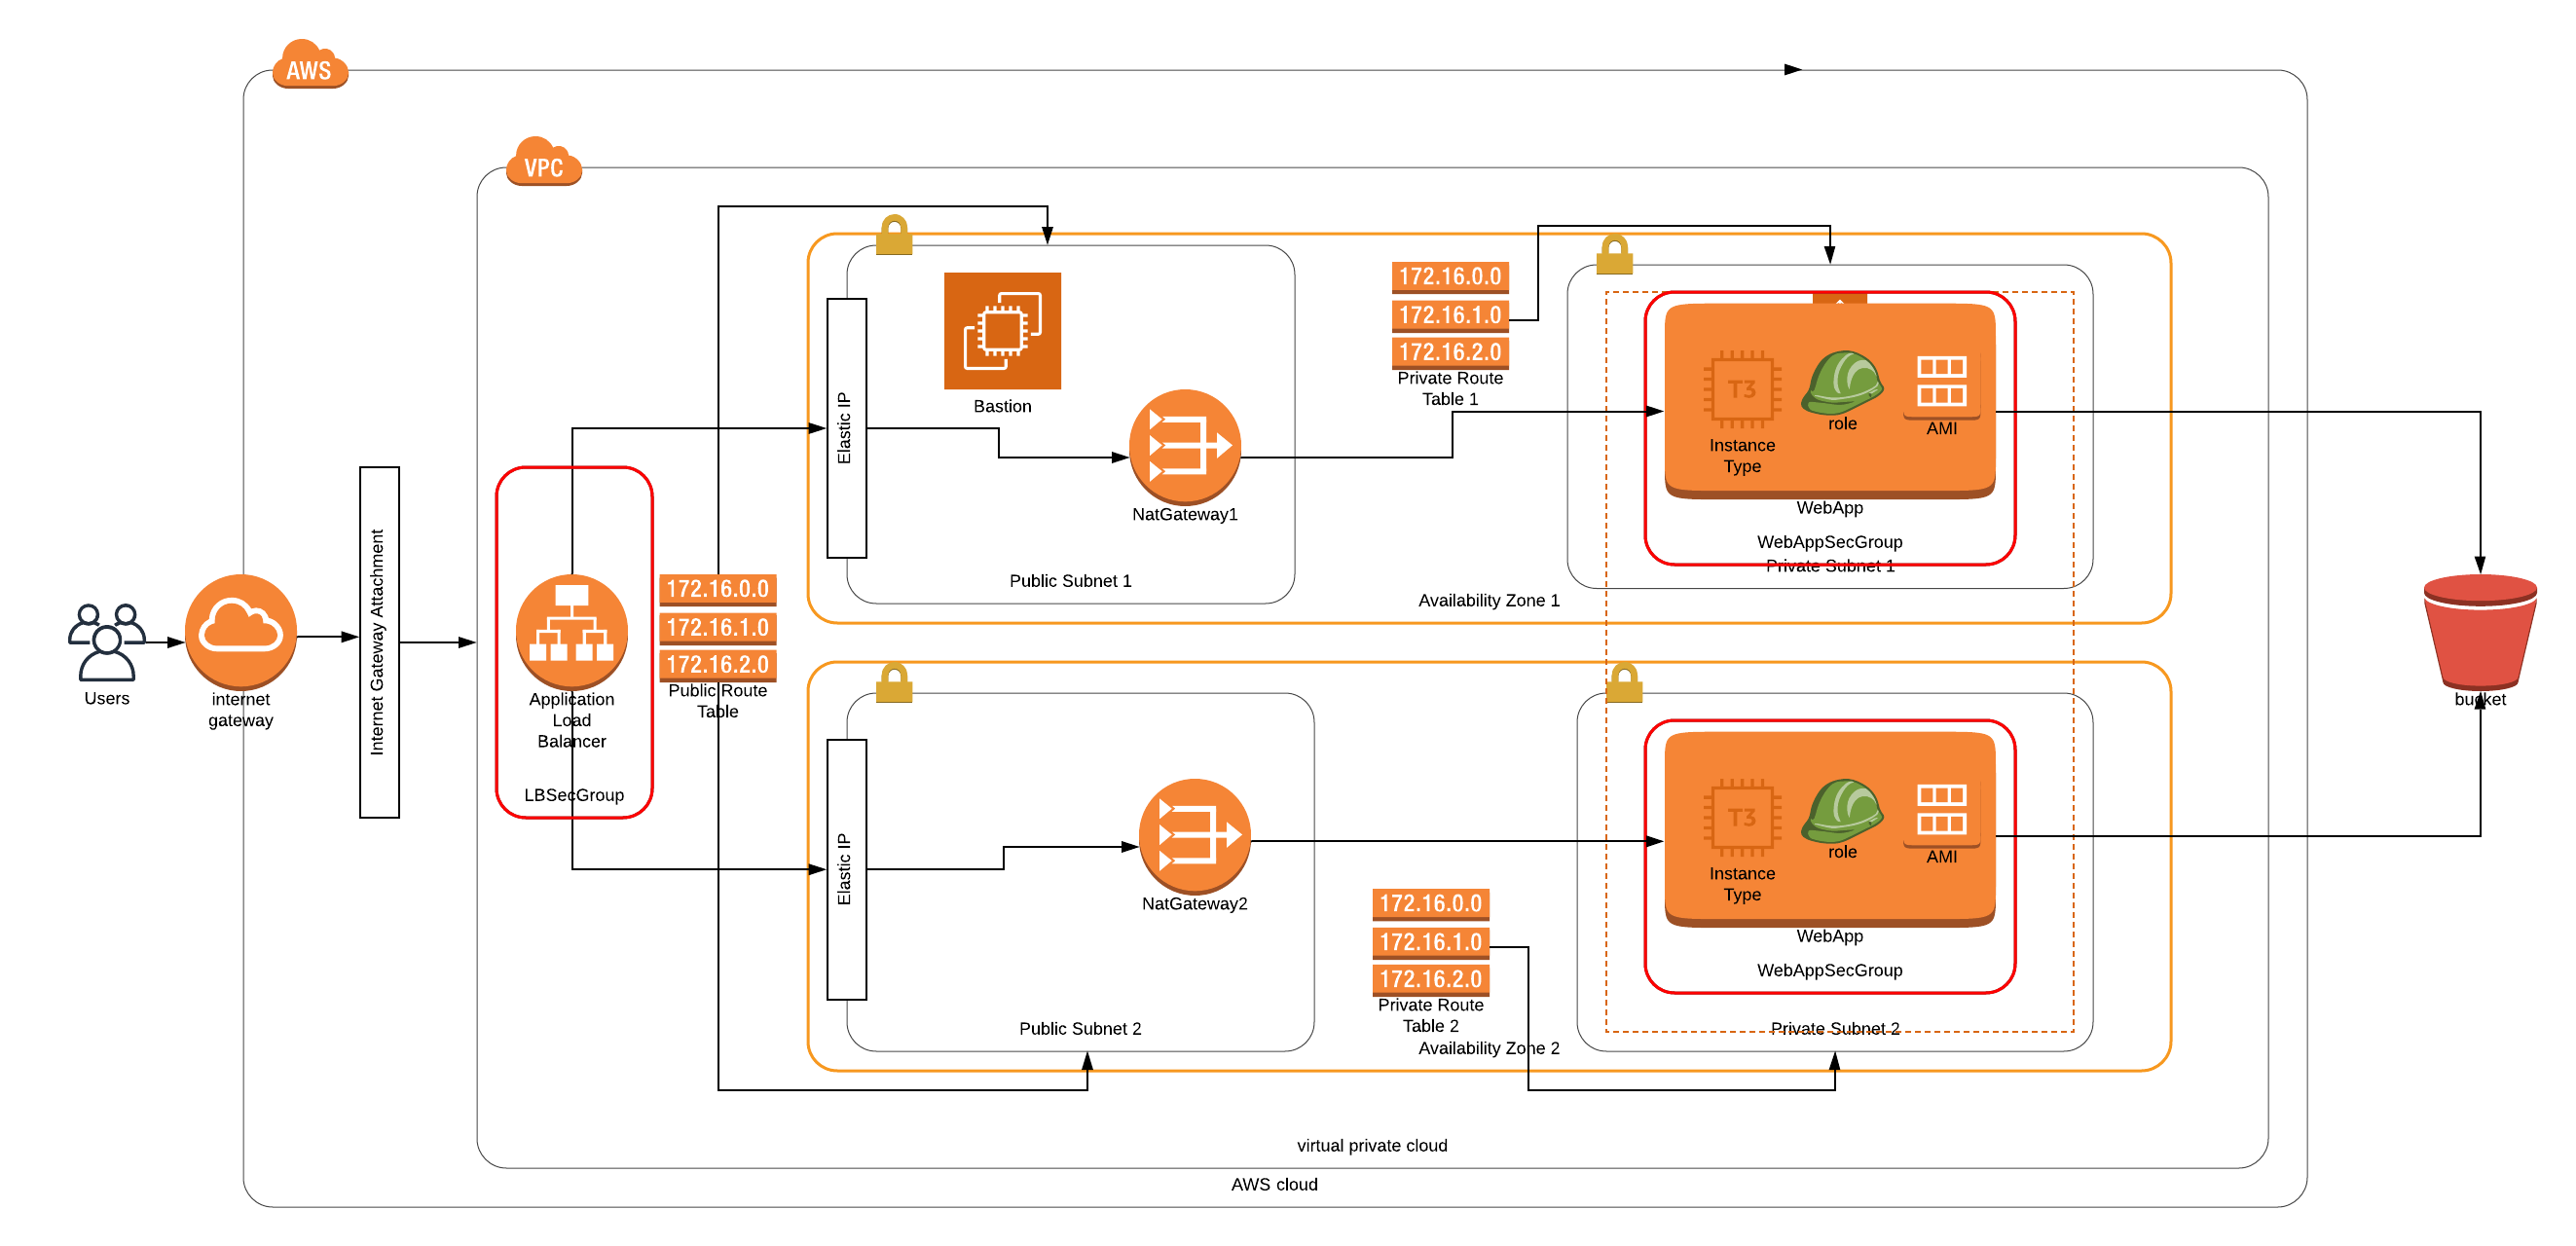 AWS
VPC
Users
internet
gateway
Internet Gateway Attachment
Application
Load
Balancer
LBSecGroup
172.16.0.0
172.16.1.0
172.16.2.0
Public Route
Table
Elastic IP
Bastion
NatGateway1
Public Subnet 1
172.16.0.0
172.16.1.0
172.16.2.0
Private Route
Table 1
T3
Instance
Type
role
AMI
WebApp
WebAppSecGroup
Private Subnet 1
Availability Zone 1
Elastic IP
NatGateway2
Public Subnet 2
172.16.0.0
172.16.1.0
172.16.2.0
Private Route
Table 2
Availability Zone 2
T3
Instance
Type
role
AMI
WebApp
WebAppSecGroup
Private Subnet 2
bucket
virtual private cloud
AWS cloud